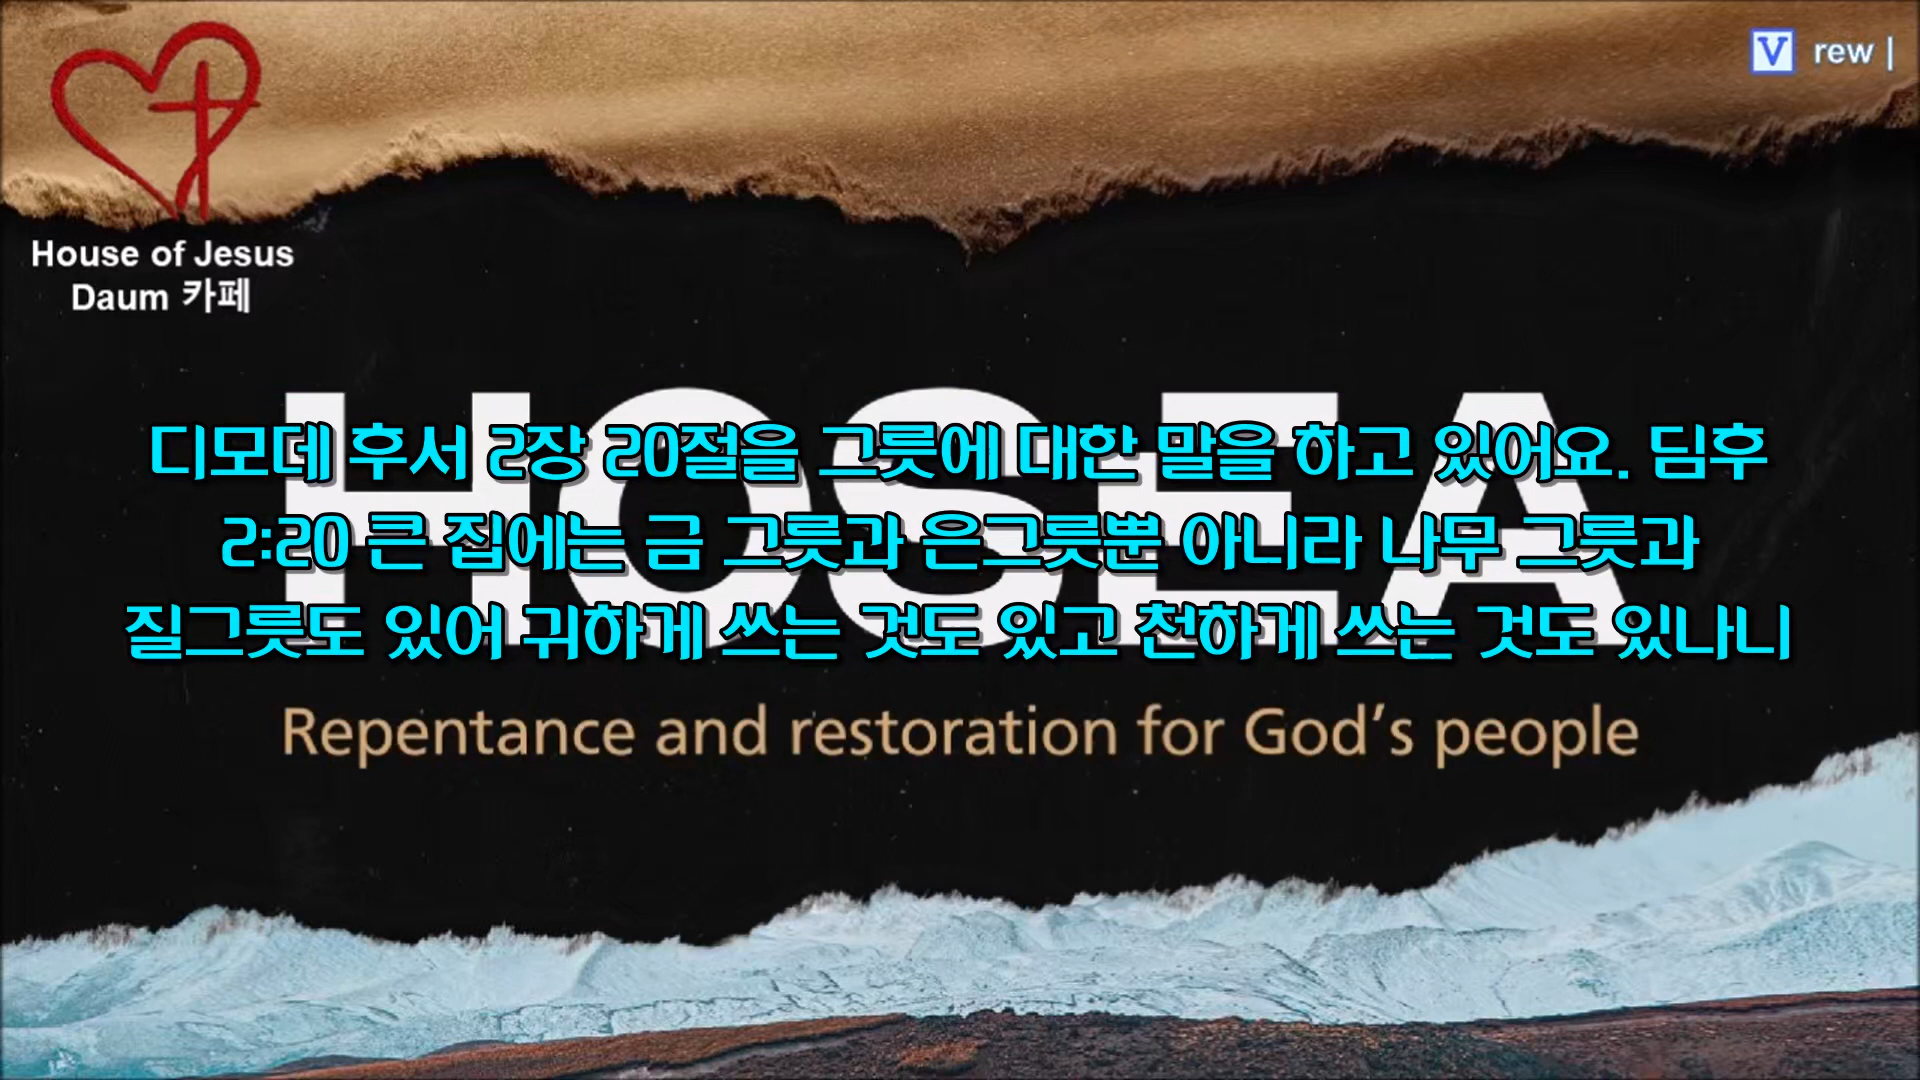 V rew |
House of Jesus
Daum 카페
HOSEA
디모데 후서 2장 20절을 그릇에 대한 말을 하고 있어요. 딤후
2:20 큰 집에는 금 그릇과 은그릇뿐 아니라 나무 그릇과
질그릇도 있어 귀하게 쓰는 것도 있고 천하게 쓰는 것도 있나니
Repentance and restoration for God’s people